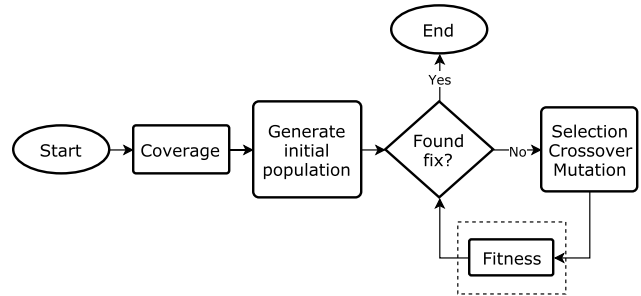 Start
Coverage
Generate
initial
population
Found
fix?
Yes
End
No
Selection
Crossover
Mutation
Fitness